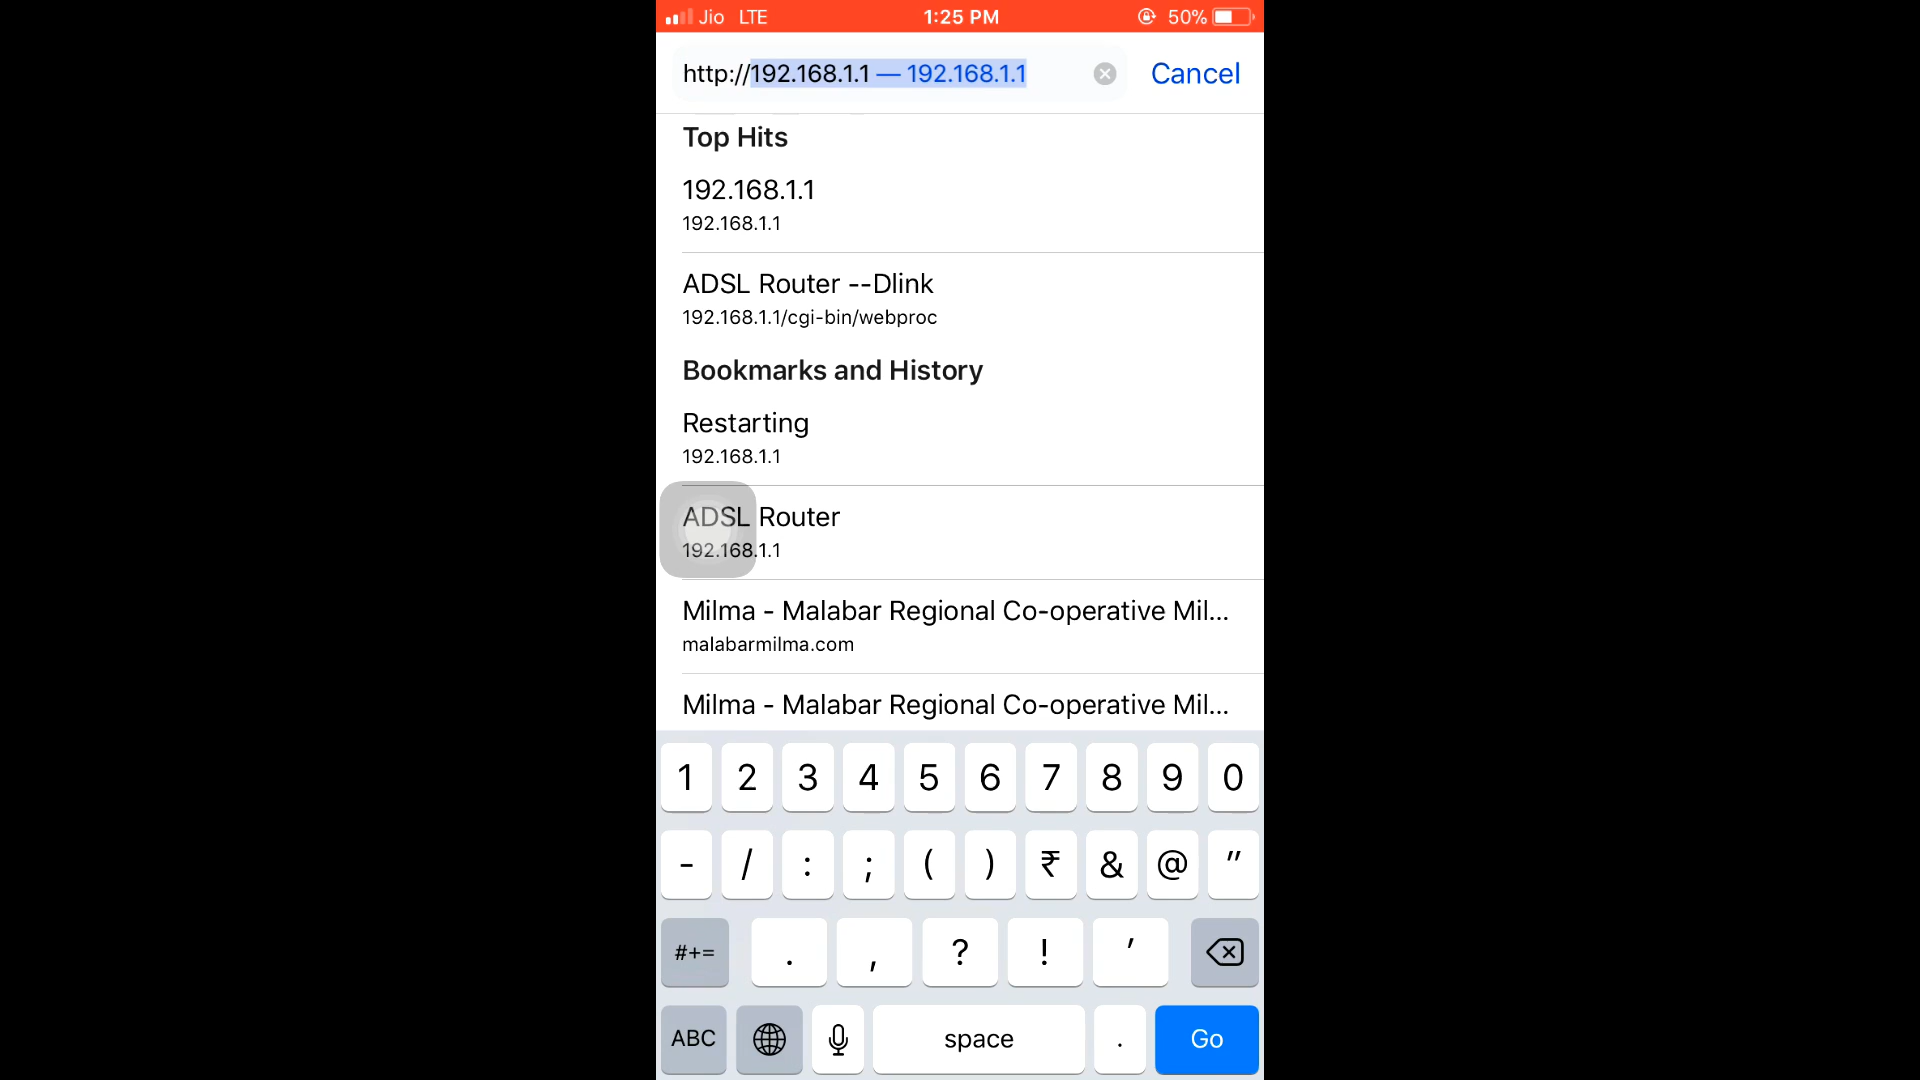 Jio LTE 1:25 PM 50%
http://192.168.1.1 — 192.168.1.1 Cancel
Top Hits
192.168.1.1
192.168.1.1
ADSL Router --Dlink
192.168.1.1/cgi-bin/webproc
Bookmarks and History
Restarting
192.168.1.1
ADSL Router
192.168.1.1
Milma - Malabar Regional Co-operative Mil...
malabarmilma.com
Milma - Malabar Regional Co-operative Mil...
1 2 3 4 5 6 7 8 9 0
- / : ; ( ) ₹ & @ "
#+= . , ? ! '
ABC space . Go